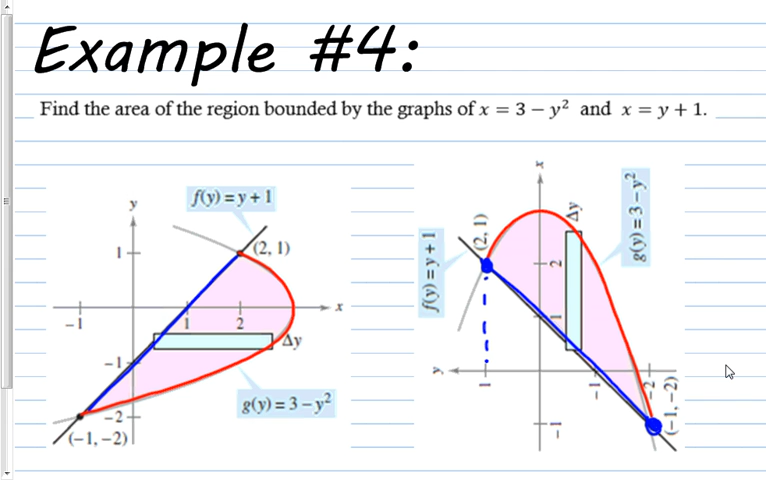 Example #4:
Find the area of the region bounded by the graphs of x = 3 − y² and x = y + 1.
f(y) = y + 1
y
1
(2, 1)
−1
1
2
x
Δy
−1
−2
(−1, −2)
g(y) = 3 − y²
x
f(y) = y + 1
(2, 1)
Δy
g(y) = 3 − y²
2
1
y
1
−1
−2
−1
(−1, −2)